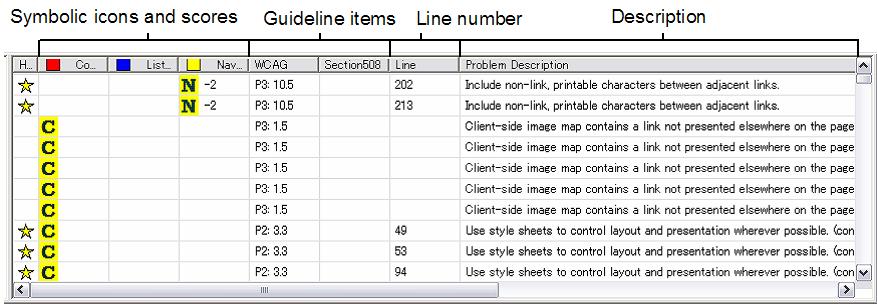 Symbolic icons and scores Guideline items Line number Description
H... Co... List... Nav... WCAG Section508 Line Problem Description
N -2 P3: 10.5 202 Include non-link, printable characters between adjacent links.
N -2 P3: 10.5 213 Include non-link, printable characters between adjacent links.
C P3: 1.5 Client-side image map contains a link not presented elsewhere on the page
C P3: 1.5 Client-side image map contains a link not presented elsewhere on the page
C P3: 1.5 Client-side image map contains a link not presented elsewhere on the page
C P3: 1.5 Client-side image map contains a link not presented elsewhere on the page
C P3: 1.5 Client-side image map contains a link not presented elsewhere on the page
C P2: 3.3 49 Use style sheets to control layout and presentation wherever possible. (con
C P2: 3.3 53 Use style sheets to control layout and presentation wherever possible. (con
C P2: 3.3 94 Use style sheets to control layout and presentation wherever possible. (con